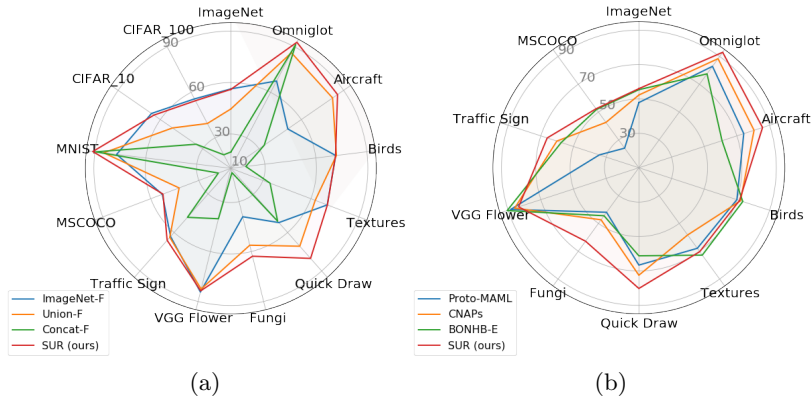 ImageNet
Omniglot
Aircraft
Birds
Textures
Quick Draw
Fungi
VGG Flower
Traffic Sign
MSCOCO
MNIST
CIFAR_10
CIFAR_100
90
60
30
10
ImageNet-F
Union-F
Concat-F
SUR (ours)
(a)
ImageNet
Omniglot
Aircraft
Birds
Textures
Quick Draw
Fungi
VGG Flower
Traffic Sign
MSCOCO
90
70
50
30
Proto-MAML
CNAPs
BONHB-E
SUR (ours)
(b)